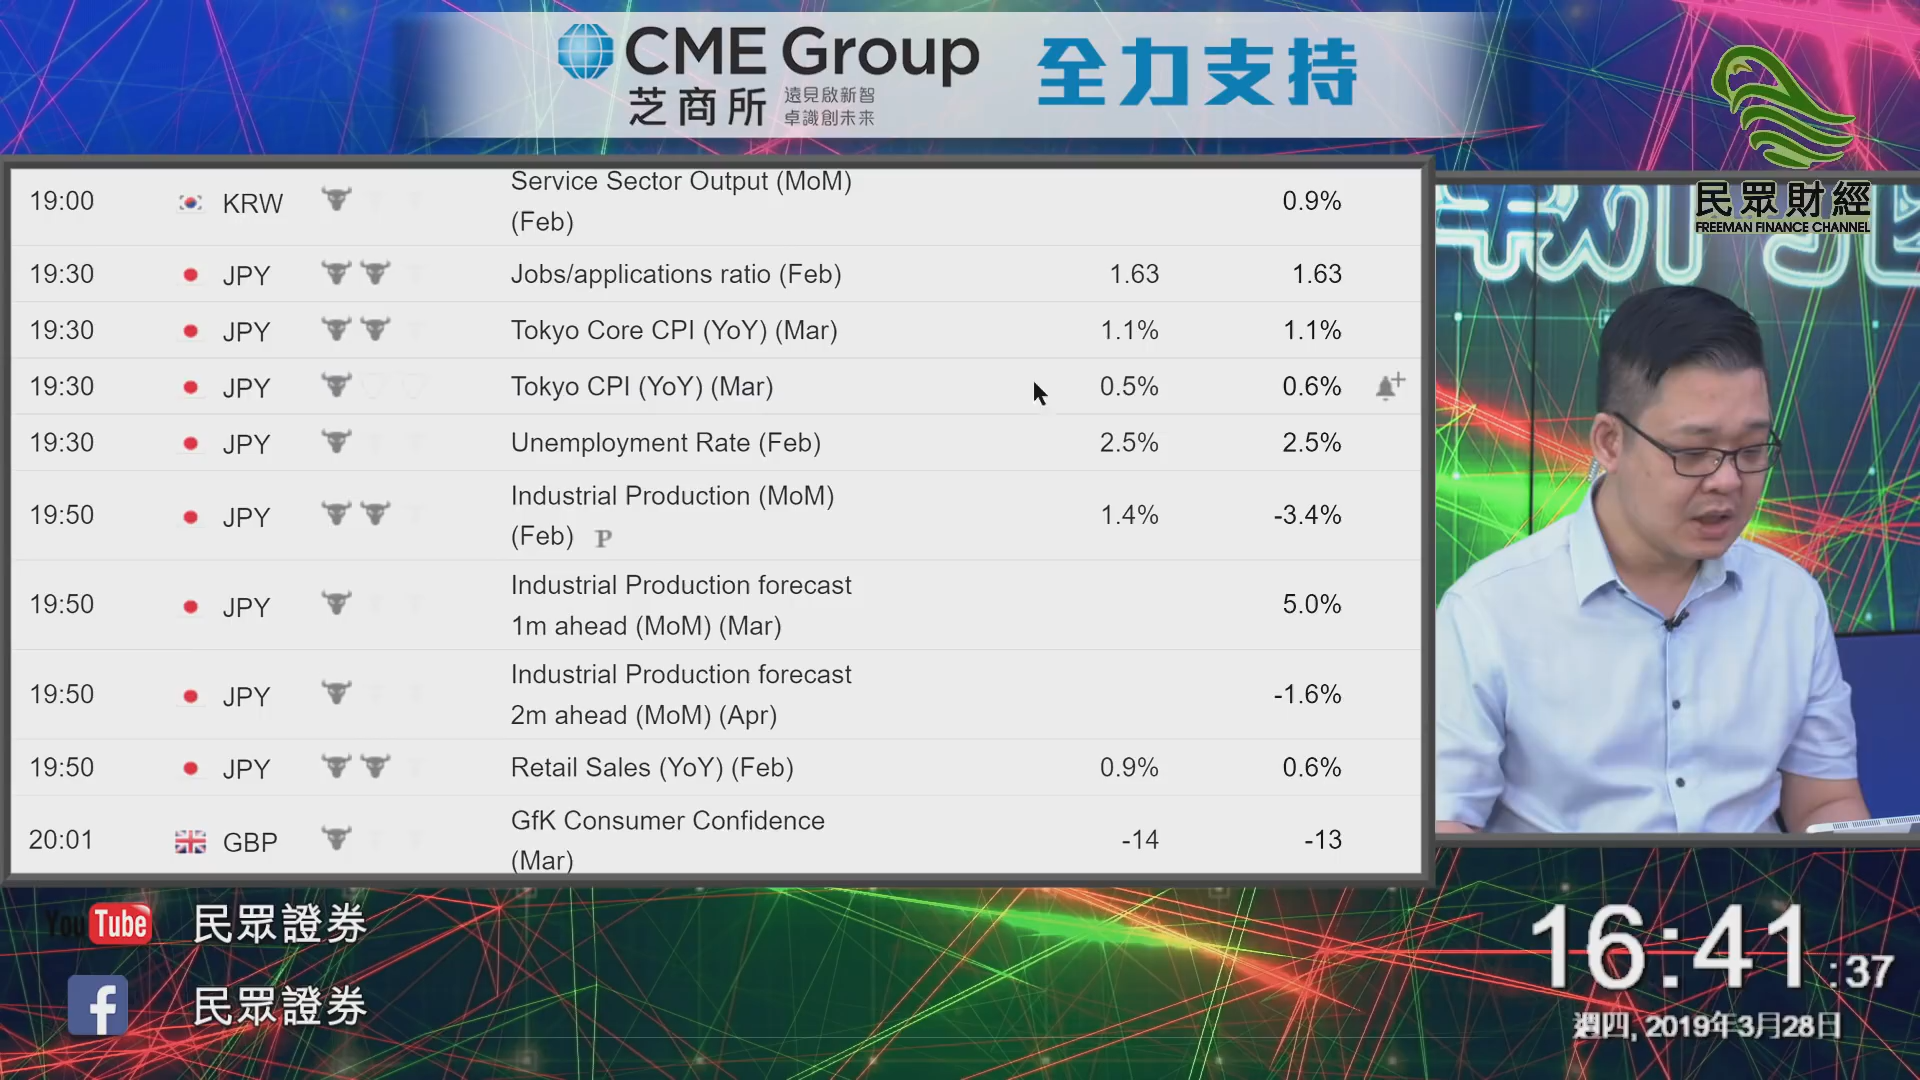 CME Group
芝商所
遠見啟新智
卓識創未來
全力支持
民眾財經
FREEMAN FINANCE CHANNEL
19:00 KRW Service Sector Output (MoM) (Feb) 0.9%
19:30 JPY Jobs/applications ratio (Feb) 1.63 1.63
19:30 JPY Tokyo Core CPI (YoY) (Mar) 1.1% 1.1%
19:30 JPY Tokyo CPI (YoY) (Mar) 0.5% 0.6%
19:30 JPY Unemployment Rate (Feb) 2.5% 2.5%
19:50 JPY Industrial Production (MoM) (Feb) P 1.4% -3.4%
19:50 JPY Industrial Production forecast 1m ahead (MoM) (Mar) 5.0%
19:50 JPY Industrial Production forecast 2m ahead (MoM) (Apr) -1.6%
19:50 JPY Retail Sales (YoY) (Feb) 0.9% 0.6%
20:01 GBP GfK Consumer Confidence (Mar) -14 -13
YouTube 民眾證券
f 民眾證券
16:41:37
週四, 2019年3月28日